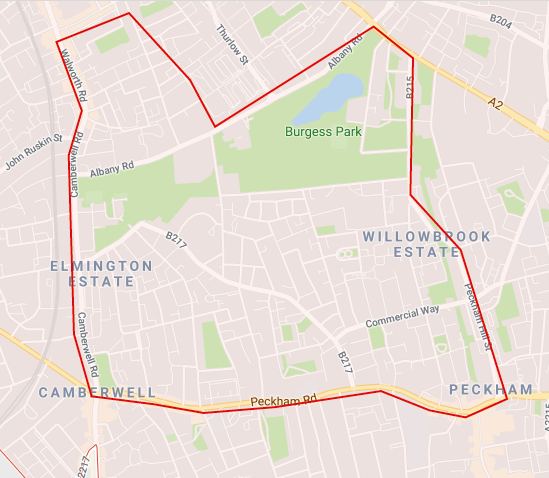 B204
Thurlow St
Walworth Rd
Albany Rd
B215
A2
Burgess Park
John Ruskin St
Camberwell Rd
Albany Rd
B217
WILLOWBROOK
ESTATE
ELMINGTON
ESTATE
Peckham Hill St
Commercial Way
Camberwell Rd
B217
CAMBERWELL
PECKHAM
Peckham Rd
A2215
2217